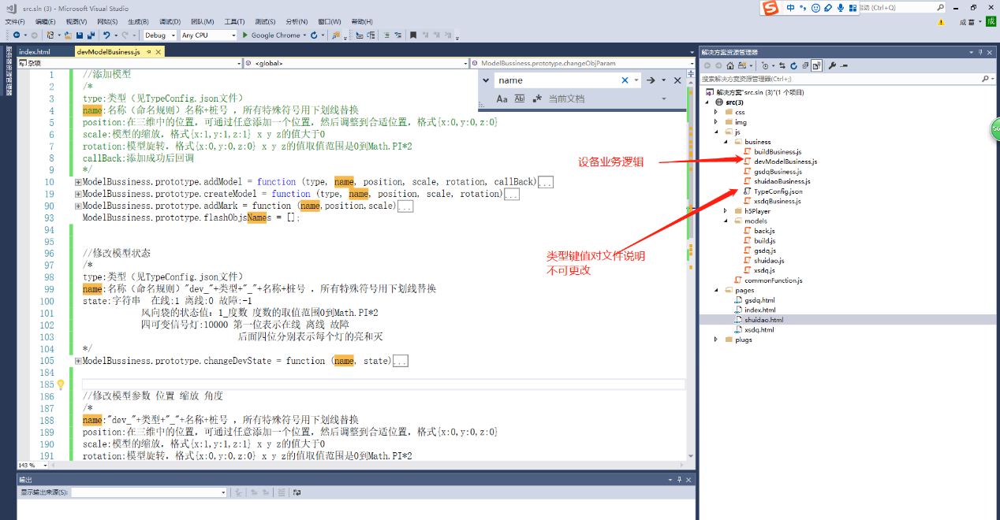 src.sln (3) - Microsoft Visual Studio
中
启动 (Ctrl+Q)
文件(F) 编辑(E) 视图(V) 网站(S) 生成(B) 调试(D) 团队(M) 工具(T) 测试(S) 分析(N) 窗口(W) 帮助(H)
Debug Any CPU Google Chrome
index.html devModelBusiness.js
杂项 <global> ModelBussiness.prototype.changeObjParam
name
Aa Ab 当前文档
1 //添加模型
2 /*
3 type:类型（见TypeConfig.json文件）
4 name:名称（命名规则）名称+桩号 ，所有特殊符号用下划线替换
5 position:在三维中的位置，可通过任意添加一个位置，然后调整到合适位置，格式{x:0,y:0,z:0}
6 scale:模型的缩放，格式{x:1,y:1,z:1} x y z的值大于0
7 rotation:模型旋转，格式{x:0,y:0,z:0} x y z的值取值范围是0到Math.PI*2
8 callBack:添加成功后回调
9 */
10 ModelBussiness.prototype.addModel = function (type, name, position, scale, rotation, callBack)...
19 ModelBussiness.prototype.createModel = function (type, name, position, scale, rotation)...
90 ModelBussiness.prototype.addMark = function (name,position,scale)...
93 ModelBussiness.prototype.flashObjsNames = [];
94
95
96 //修改模型状态
97 /*
98 type:类型（见TypeConfig.json文件）
99 name:名称（命名规则）"dev_"+类型+"_"+名称+桩号 ，所有特殊符号用下划线替换
100 state:字符串 在线:1 离线:0 故障:-1
101 风向袋的状态值：1_度数 度数的取值范围0到Math.PI*2
102 四可变信号灯:10000 第一位表示在线 离线 故障
103 后面四位分别表示每个灯的亮和灭
104 */
105 ModelBussiness.prototype.changeDevState = function (name, state)...
184
185
186 //修改模型参数 位置 缩放 角度
187 /*
188 name:"dev_"+类型+"_"+名称+桩号 ，所有特殊符号用下划线替换
189 position:在三维中的位置，可通过任意添加一个位置，然后调整到合适位置，格式{x:0,y:0,z:0}
190 scale:模型的缩放，格式{x:1,y:1,z:1} x y z的值大于0
191 rotation:模型旋转，格式{x:0,y:0,z:0} x y z的值取值范围是0到Math.PI*2
143 %
输出
显示输出来源(S):
设备业务逻辑
类型键值对文件说明
不可更改
解决方案资源管理器
搜索解决方案资源管理器(Ctrl+;)
解决方案"src.sln (3)"(1 个项目)
src(3)
css
img
js
business
buildBusiness.js
devModelBusiness.js
gsdqBusiness.js
shuidaoBusiness.js
TypeConfig.json
xsdqBusiness.js
h5Player
models
back.js
build.js
gsdq.js
shuidao.js
xsdq.js
commonFunction.js
pages
gsdq.html
index.html
shuidao.html
xsdq.html
plugs